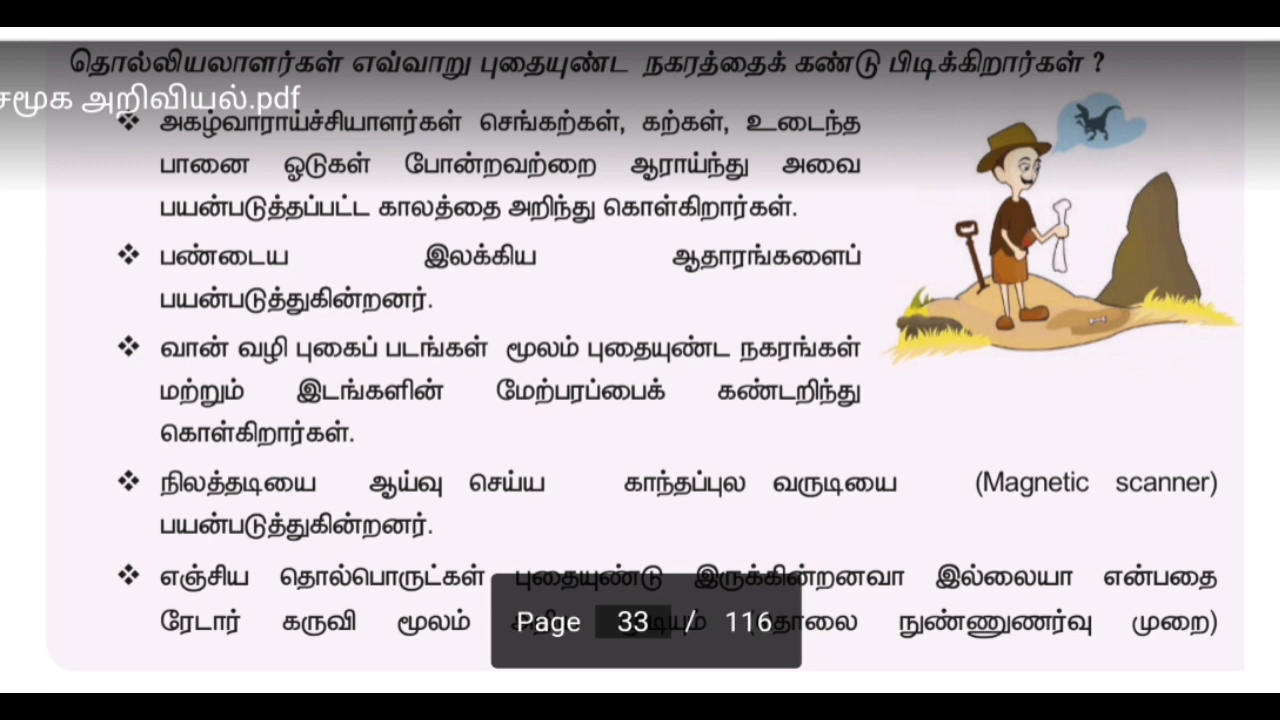 தொல்லியலாளர்கள் எவ்வாறு புதையுண்ட நகரத்தைக் கண்டு பிடிக்கிறார்கள் ?
சமூக அறிவியல்.pdf
❖ அகழ்வாராய்ச்சியாளர்கள் செங்கற்கள், கற்கள், உடைந்த
பானை ஓடுகள் போன்றவற்றை ஆராய்ந்து அவை
பயன்படுத்தப்பட்ட காலத்தை அறிந்து கொள்கிறார்கள்.
❖ பண்டைய இலக்கிய ஆதாரங்களைப்
பயன்படுத்துகின்றனர்.
❖ வான் வழி புகைப் படங்கள் மூலம் புதையுண்ட நகரங்கள்
மற்றும் இடங்களின் மேற்பரப்பைக் கண்டறிந்து
கொள்கிறார்கள்.
❖ நிலத்தடியை ஆய்வு செய்ய காந்தப்புல வருடியை (Magnetic scanner)
பயன்படுத்துகின்றனர்.
❖ எஞ்சிய தொல்பொருட்கள் புதையுண்டு இருக்கின்றனவா இல்லையா என்பதை
ரேடார் கருவி மூலம் (தொலை நுண்ணுணர்வு முறை)
Page 33 / 116